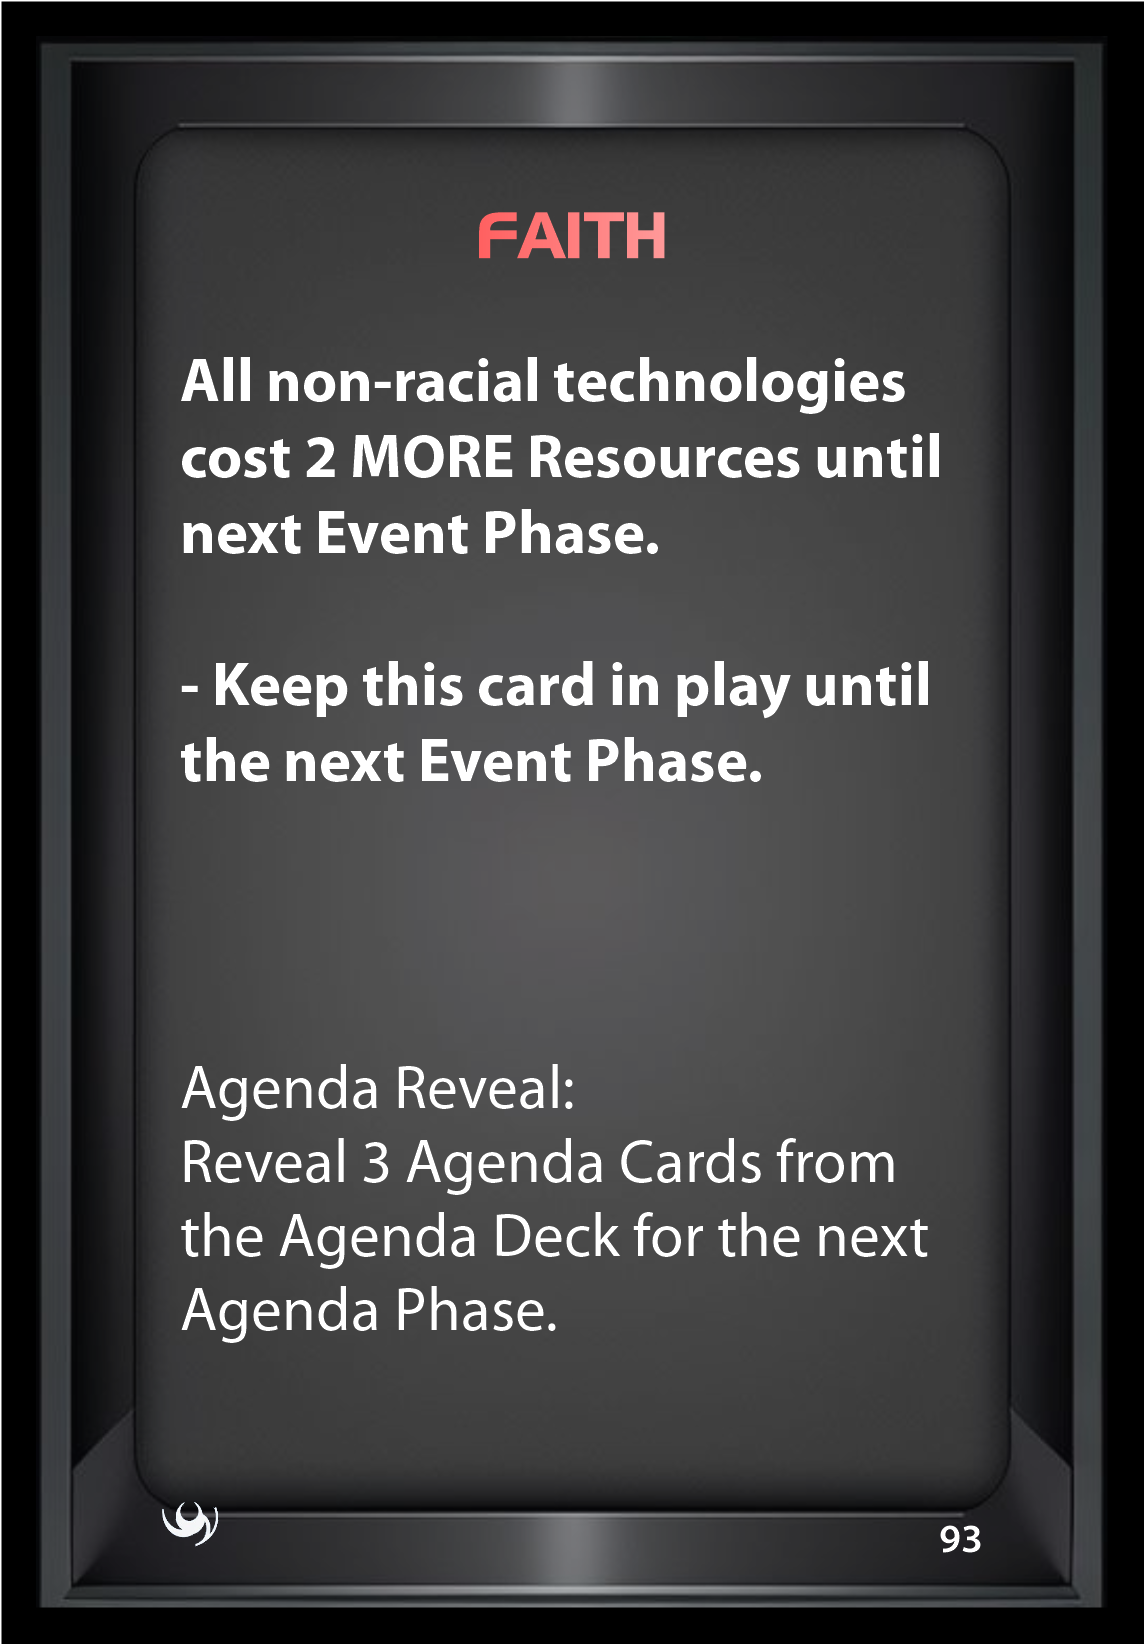 FAITH
All non-racial technologies
cost 2 MORE Resources until
next Event Phase.
- Keep this card in play until
the next Event Phase.
Agenda Reveal:
Reveal 3 Agenda Cards from
the Agenda Deck for the next
Agenda Phase.
93